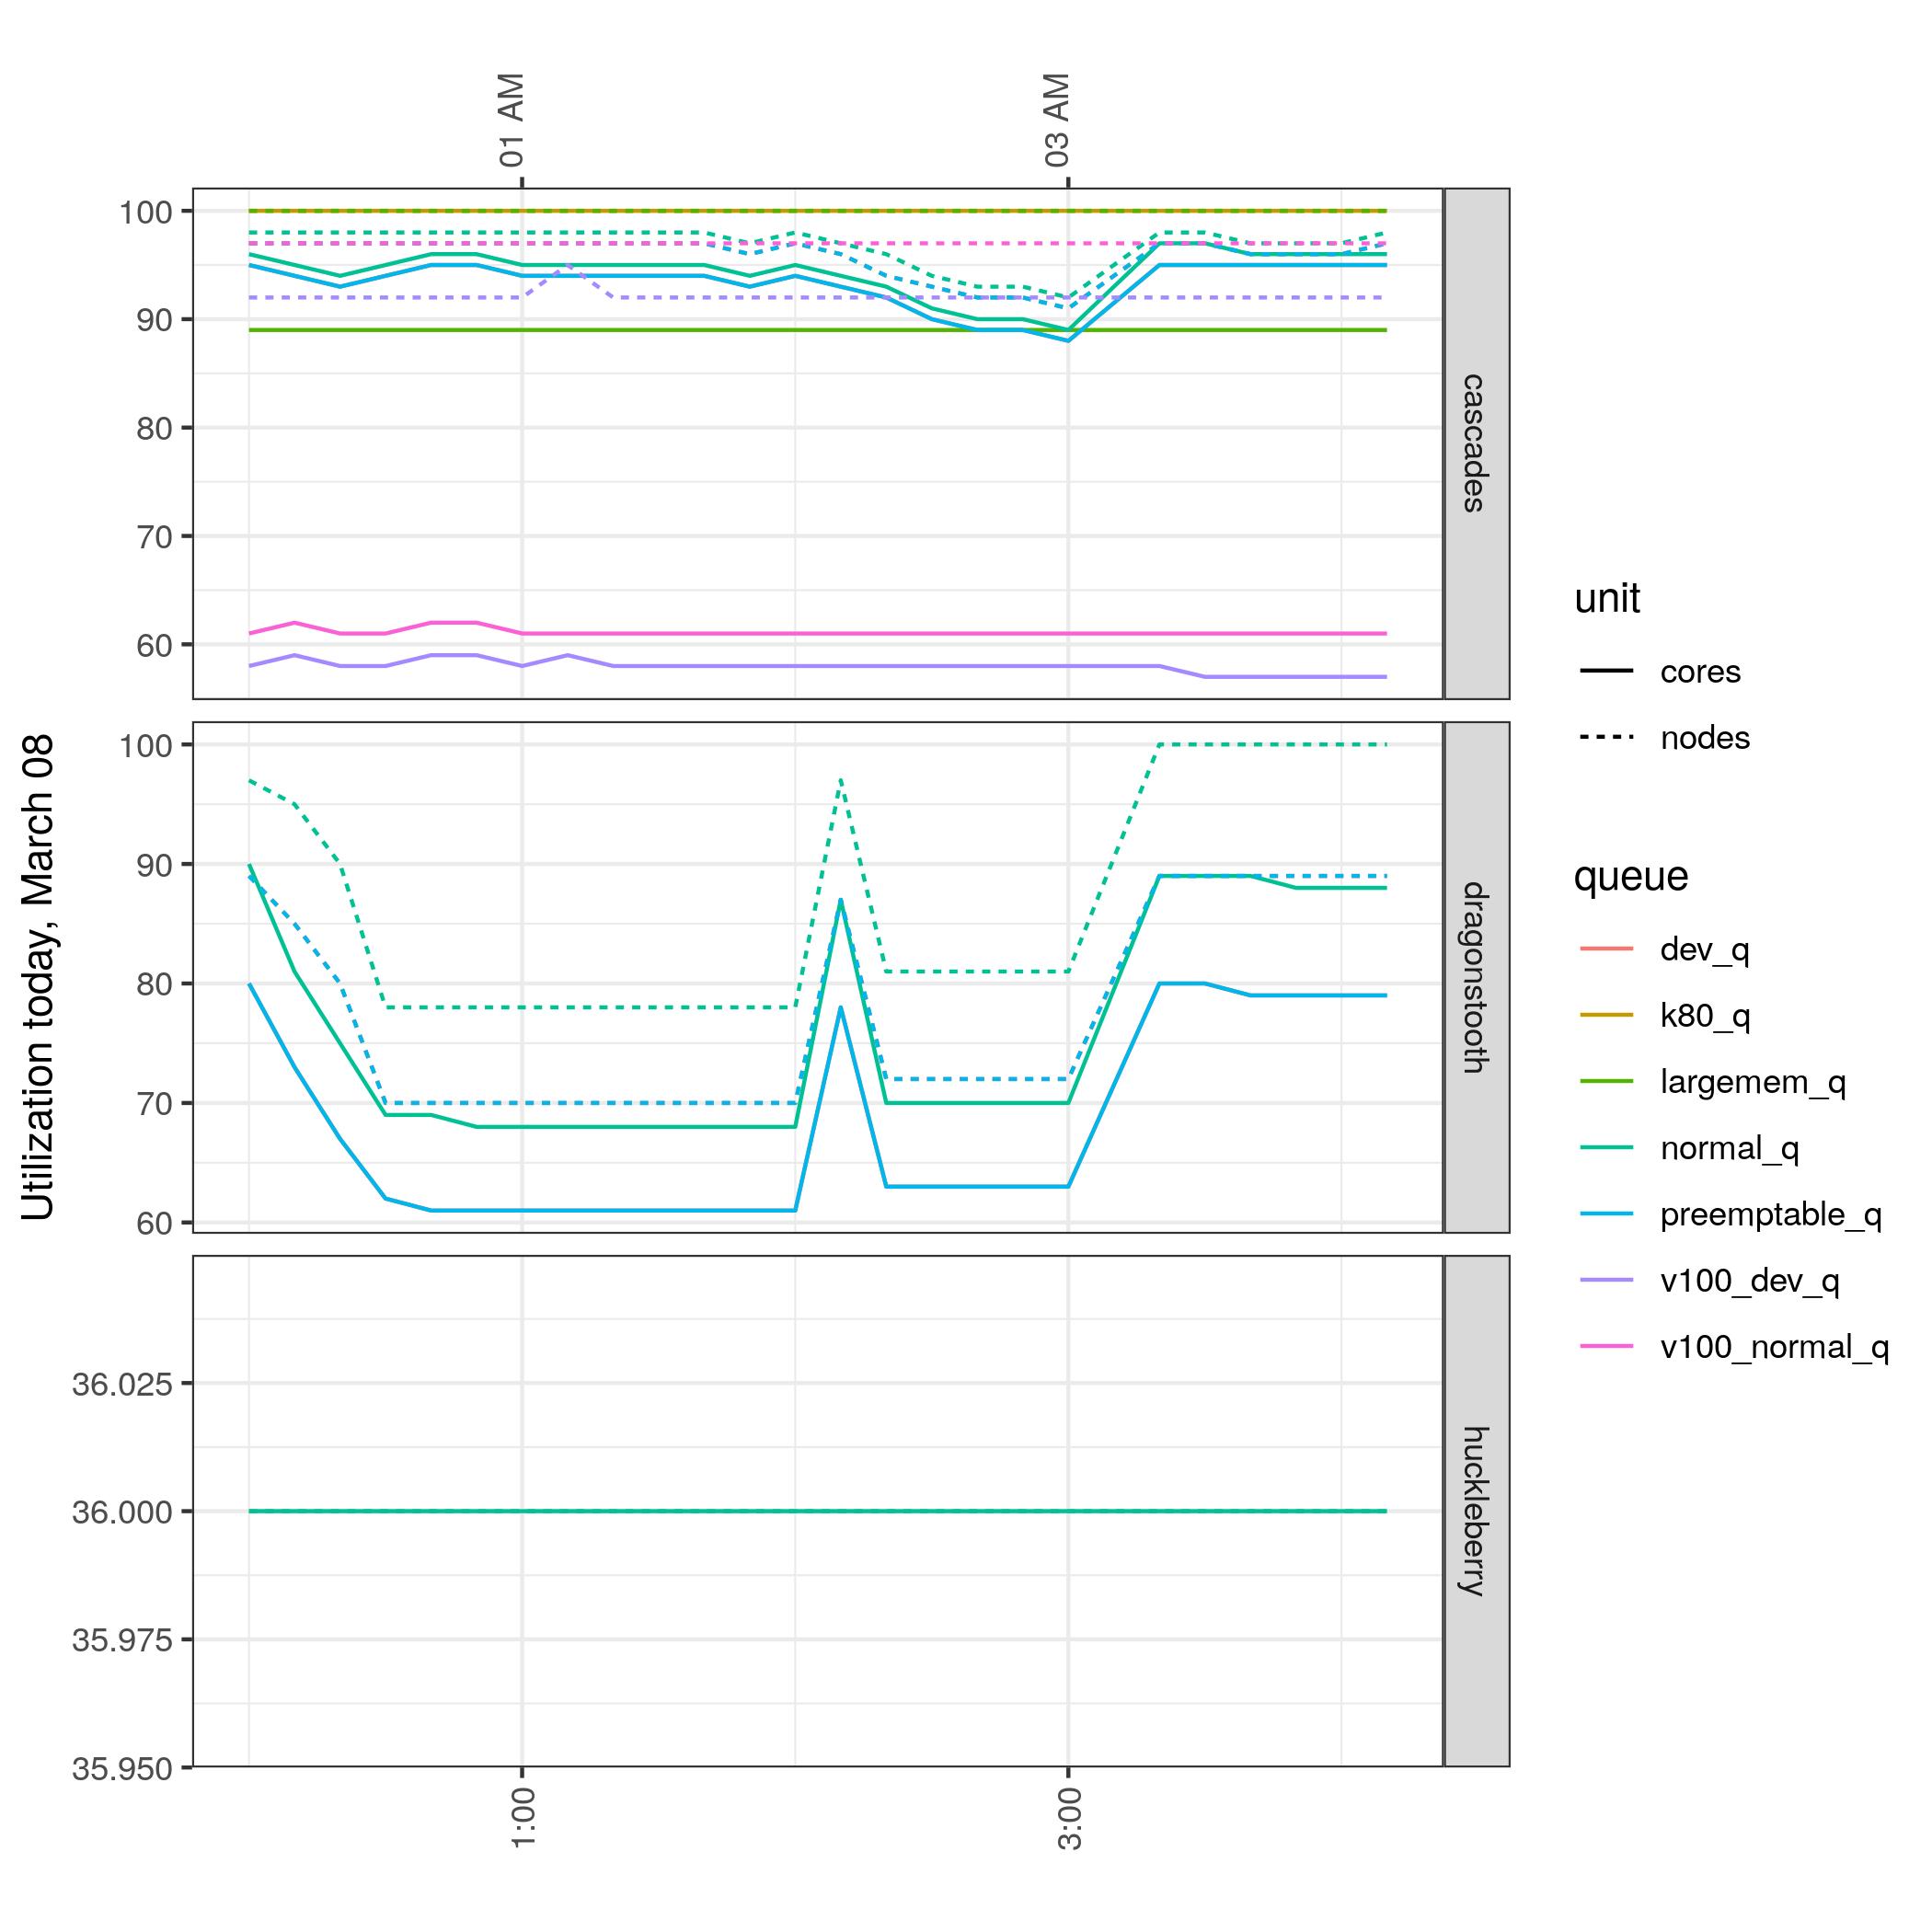 01 AM
03 AM
100
90
80
70
60
cascades
Utilization today, March 08
100
90
80
70
60
dragonstooth
36.025
36.000
35.975
35.950
huckleberry
1:00
3:00
unit
cores
nodes
queue
dev_q
k80_q
largemem_q
normal_q
preemptable_q
v100_dev_q
v100_normal_q